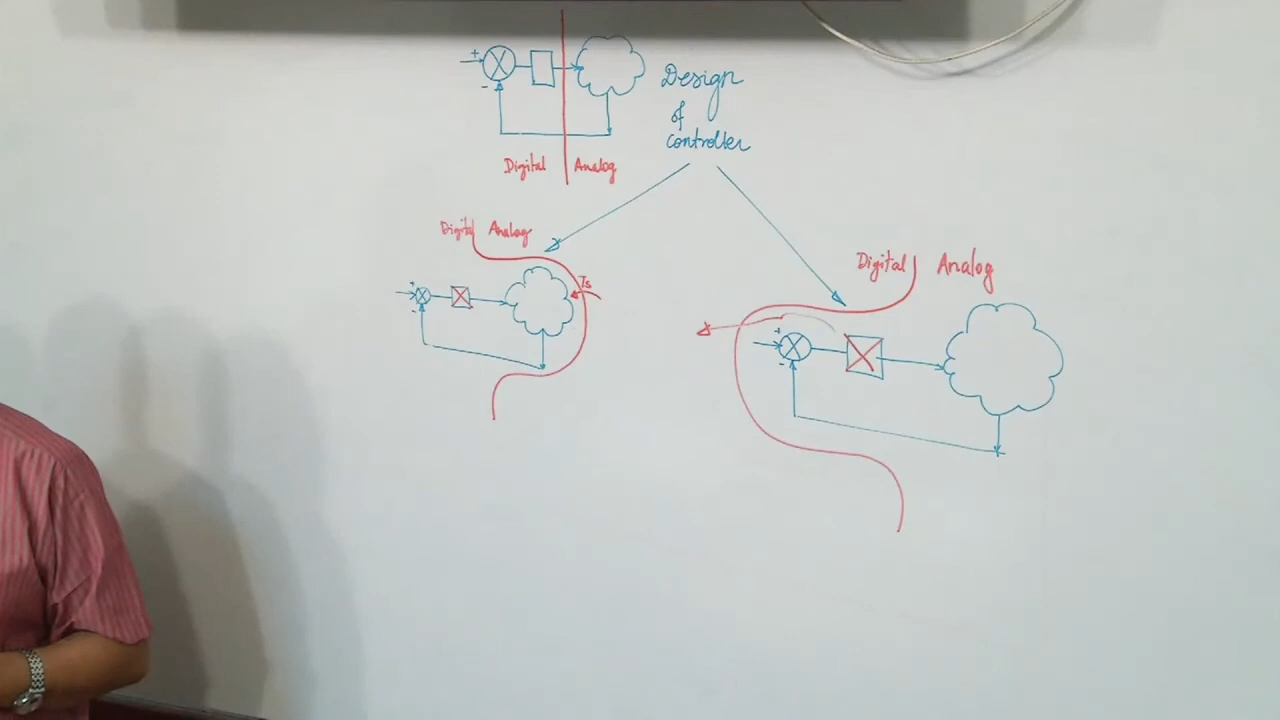 +
-
Design
of
Controller
Digital Analog
Digital Analog
Ts
+
-
Digital Analog
+
-